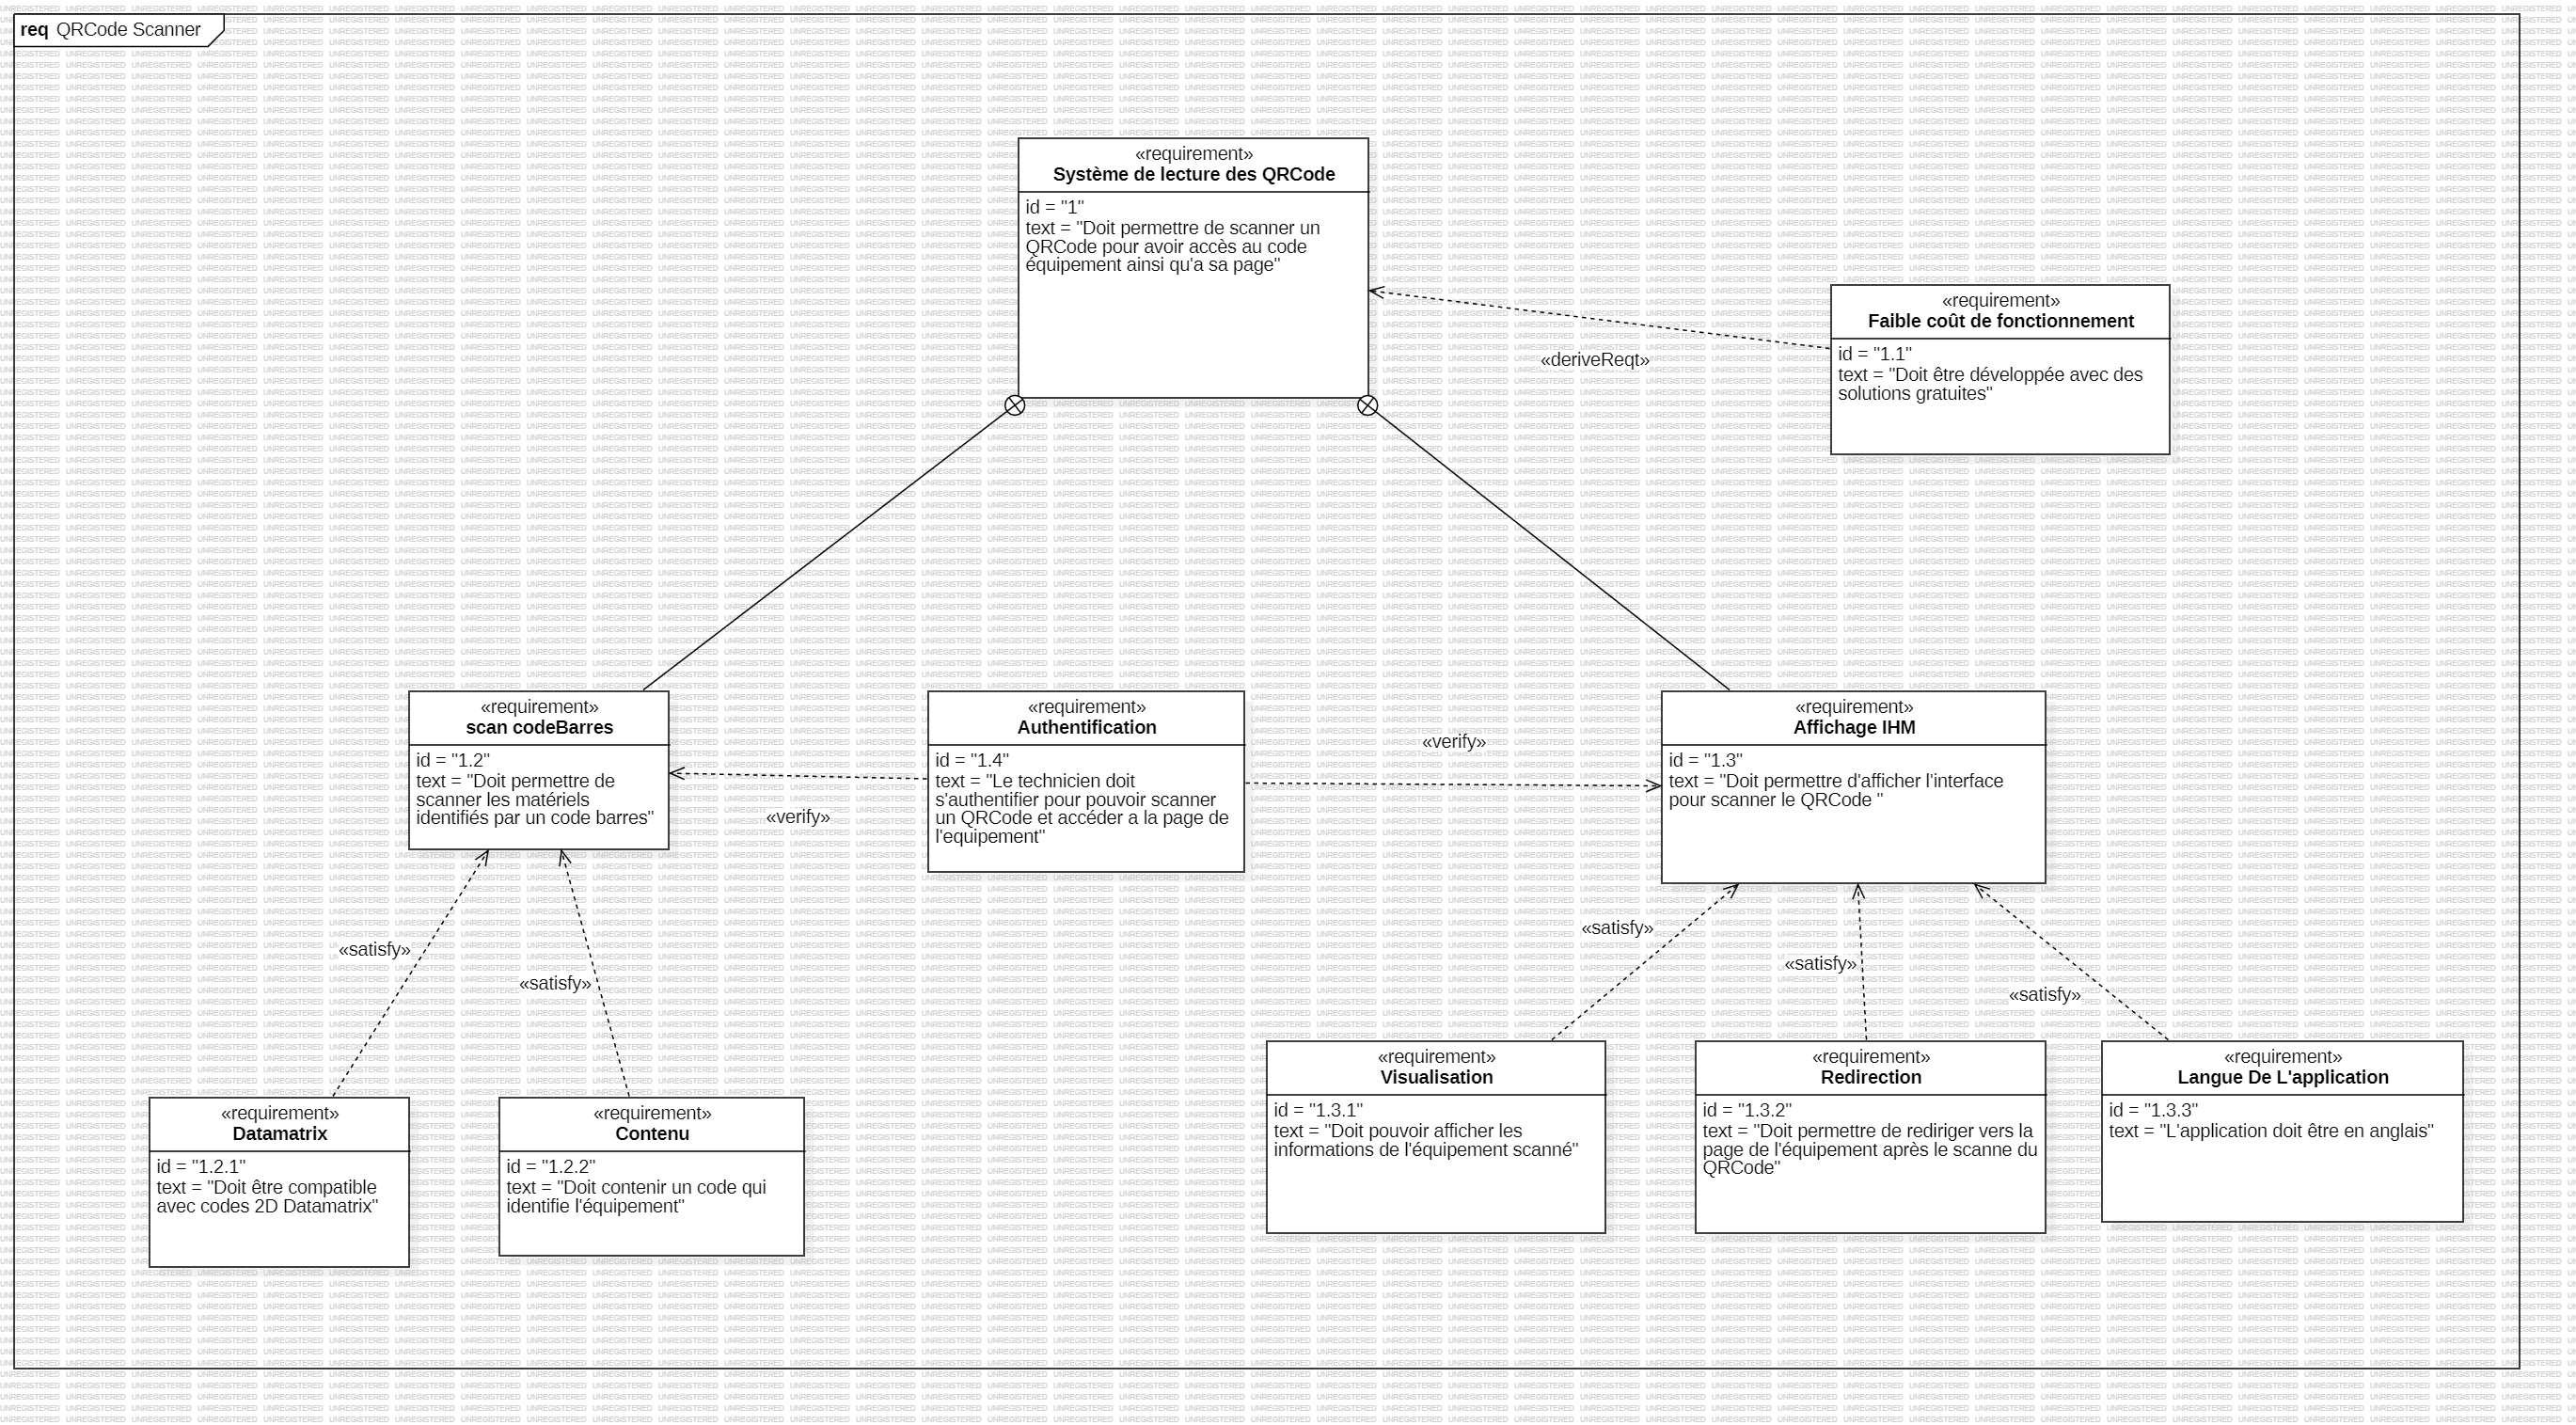 req QRCode Scanner
«requirement»
Système de lecture des QRCode
id = "1"
text = "Doit permettre de scanner un
QRCode pour avoir accès au code
équipement ainsi qu'a sa page"
«deriveReqt»
«requirement»
Faible coût de fonctionnement
id = "1.1"
text = "Doit être développée avec des
solutions gratuites"
«requirement»
scan codeBarres
id = "1.2"
text = "Doit permettre de
scanner les matériels
identifiés par un code barres"
«verify»
«requirement»
Authentification
id = "1.4"
text = "Le technicien doit
s'authentifier pour pouvoir scanner
un QRCode et accéder a la page de
l'equipement"
«verify»
«requirement»
Affichage IHM
id = "1.3"
text = "Doit permettre d'afficher l'interface
pour scanner le QRCode "
«satisfy»
«satisfy»
«satisfy»
«satisfy»
«satisfy»
«requirement»
Datamatrix
id = "1.2.1"
text = "Doit être compatible
avec codes 2D Datamatrix"
«requirement»
Contenu
id = "1.2.2"
text = "Doit contenir un code qui
identifie l'équipement"
«requirement»
Visualisation
id = "1.3.1"
text = "Doit pouvoir afficher les
informations de l'équipement scanné"
«requirement»
Redirection
id = "1.3.2"
text = "Doit permettre de rediriger vers la
page de l'équipement après le scanne du
QRCode"
«requirement»
Langue De L'application
id = "1.3.3"
text = "L'application doit être en anglais"
UNREGISTERED